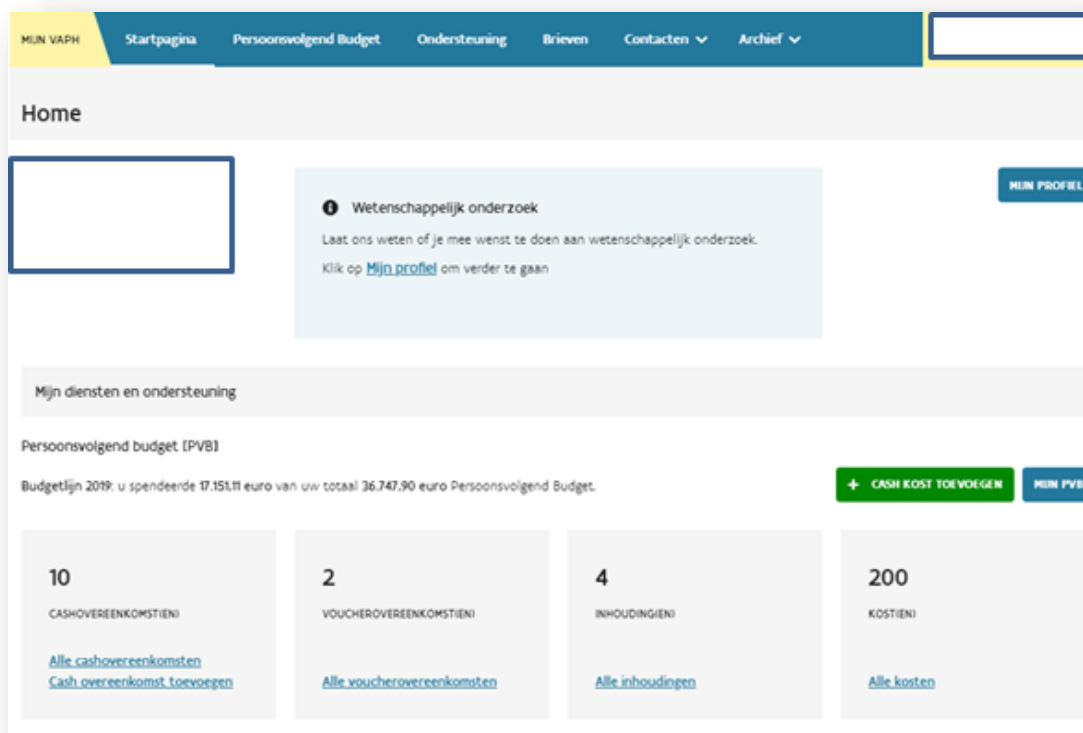 MIJN VAPH Startpagina Persoonsvolgend Budget Ondersteuning Brieven Contacten Archief
Home
Wetenschappelijk onderzoek
Laat ons weten of je mee wenst te doen aan wetenschappelijk onderzoek.
Klik op Mijn profiel om verder te gaan
MIJN PROFIEL
Mijn diensten en ondersteuning
Persoonsvolgend budget [PVB]
Budgetlijn 2019: u spendeerde 17.151,11 euro van uw totaal 36.747,90 euro Persoonsvolgend Budget.
+ CASH KOST TOEVOEGEN
MIJN PVB
10
CASHOVEREENKOMST(EN)
Alle cashovereenkomsten
Cash overeenkomst toevoegen
2
VOUCHEROVEREENKOMST(EN)
Alle voucherovereenkomsten
4
INHOUDING(EN)
Alle inhoudingen
200
KOST(EN)
Alle kosten